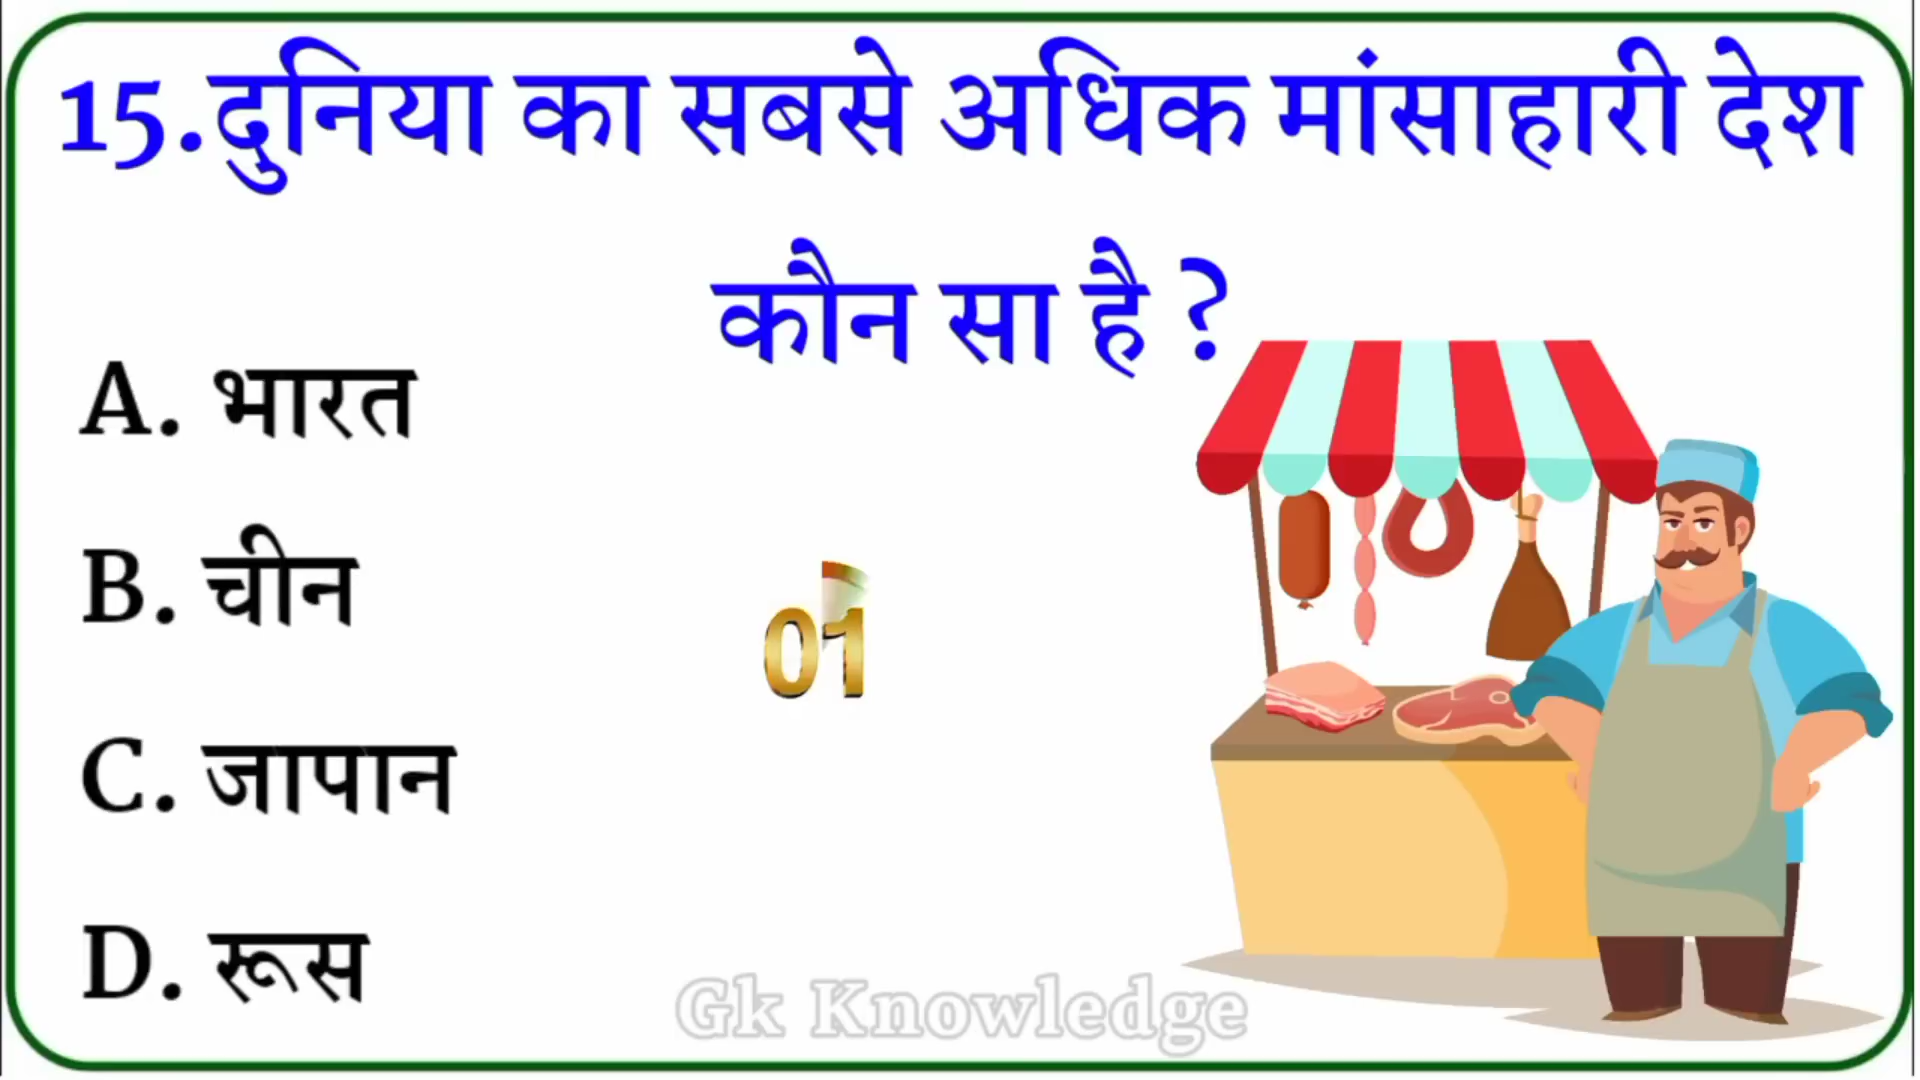 15.दुनिया का सबसे अधिक मांसाहारी देश
कौन सा है ?
A. भारत
B. चीन
01
C. जापान
D. रूस
Gk Knowledge